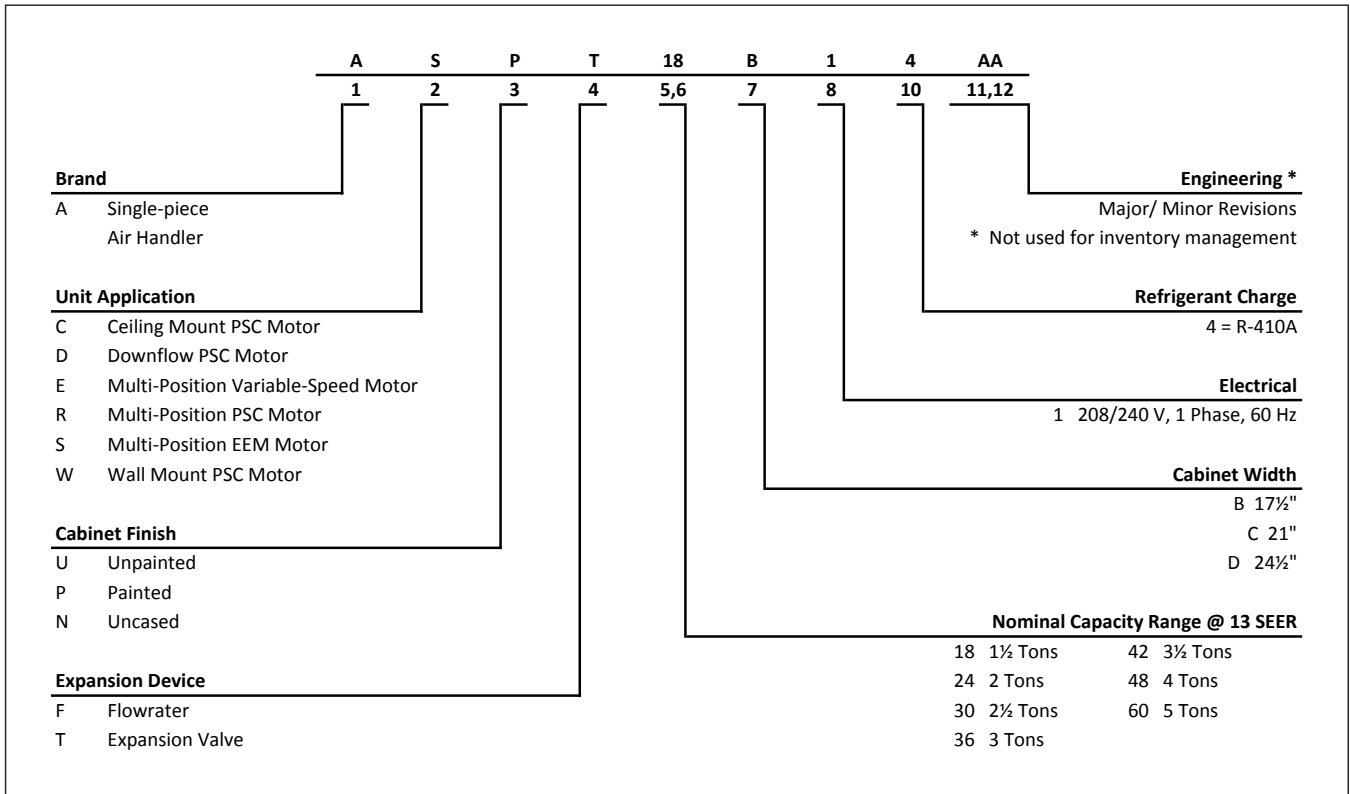 A S P T 18 B 1 4 AA
1 2 3 4 5,6 7 8 10 11,12
Brand
A Single-piece
Air Handler
Unit Application
C Ceiling Mount PSC Motor
D Downflow PSC Motor
E Multi-Position Variable-Speed Motor
R Multi-Position PSC Motor
S Multi-Position EEM Motor
W Wall Mount PSC Motor
Cabinet Finish
U Unpainted
P Painted
N Uncased
Expansion Device
F Flowrater
T Expansion Valve
Engineering *
Major/ Minor Revisions
* Not used for inventory management
Refrigerant Charge
4 = R-410A
Electrical
1 208/240 V, 1 Phase, 60 Hz
Cabinet Width
B 17½"
C 21"
D 24½"
Nominal Capacity Range @ 13 SEER
18 1½ Tons 42 3½ Tons
24 2 Tons 48 4 Tons
30 2½ Tons 60 5 Tons
36 3 Tons